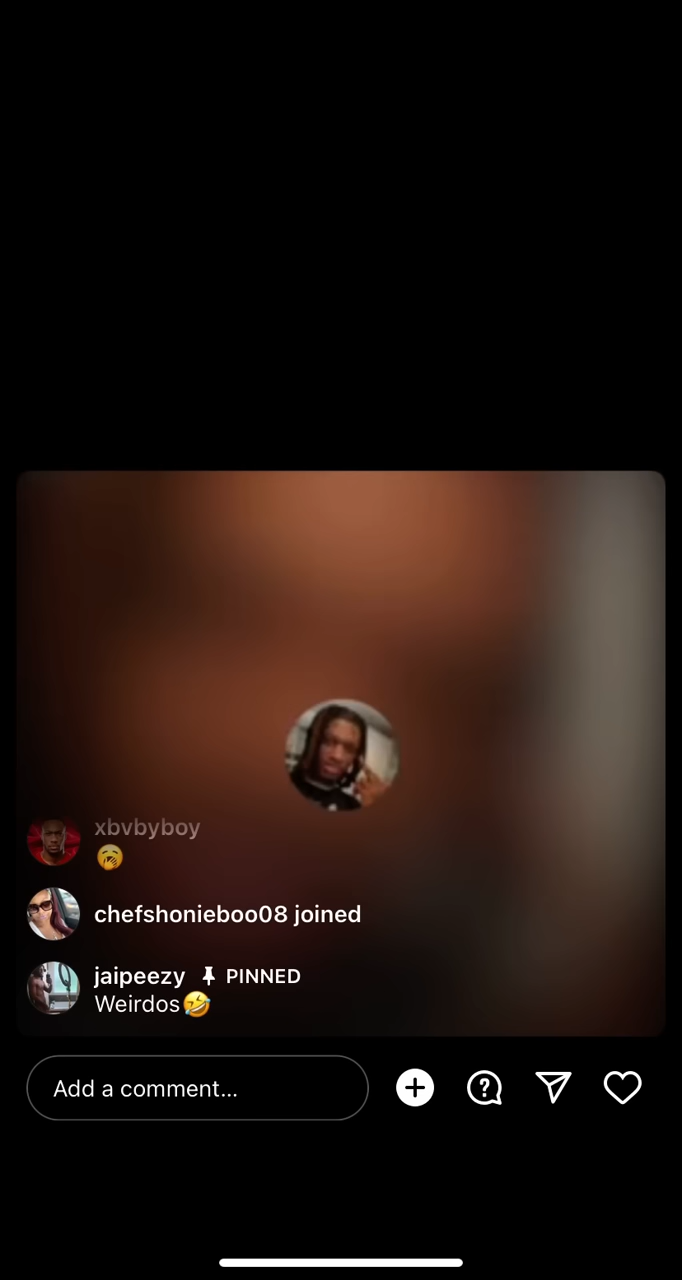 xbvbyboy
🥱
chefshonieboo08 joined
jaipeezy PINNED
Weirdos🤣
Add a comment...